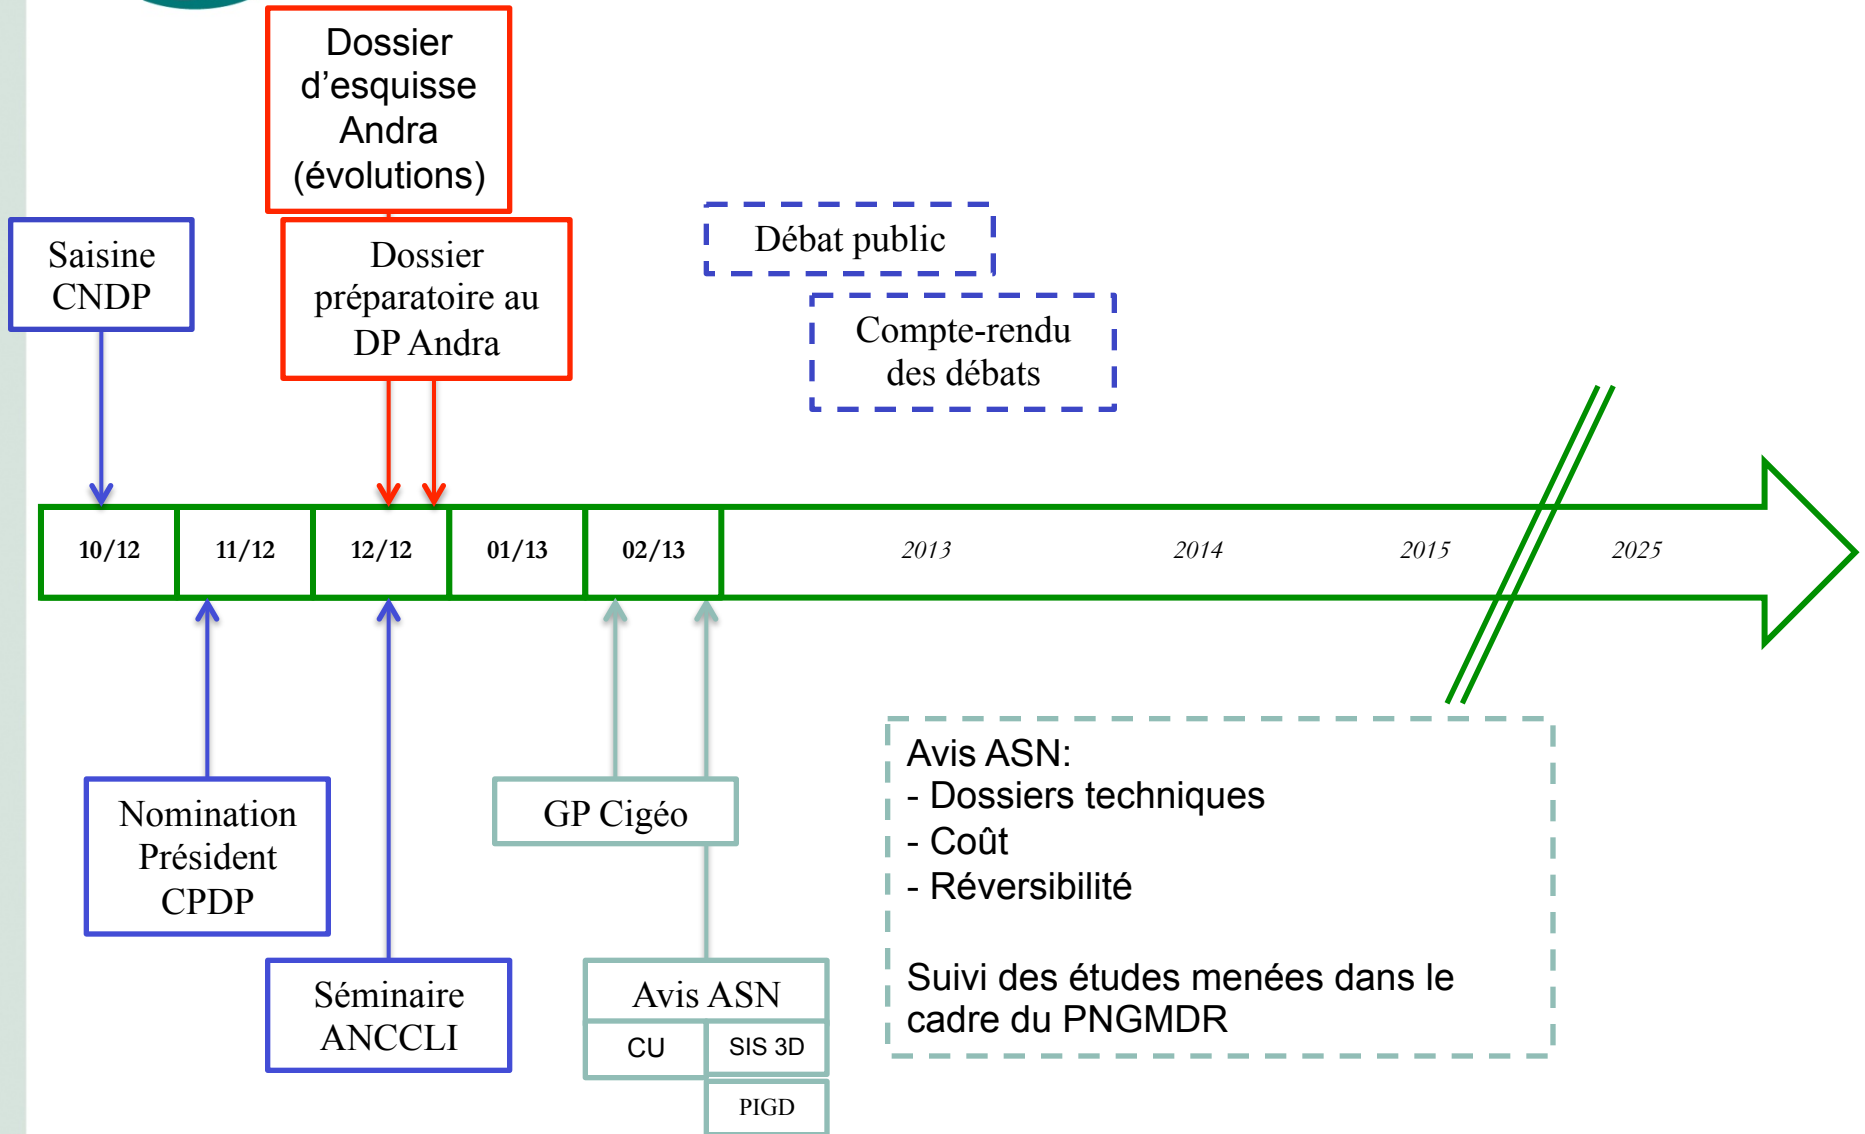 Dossier
d’esquisse
Andra
(évolutions)
Saisine
CNDP
Dossier
préparatoire au
DP Andra
Débat public
Compte-rendu
des débats
10/12
11/12
12/12
01/13
02/13
2013
2014
2015
2025
Nomination
Président
CPDP
Séminaire
ANCCLI
GP Cigéo
Avis ASN
CU
SIS 3D
PIGD
Avis ASN:
- Dossiers techniques
- Coût
- Réversibilité
Suivi des études menées dans le
cadre du PNGMDR